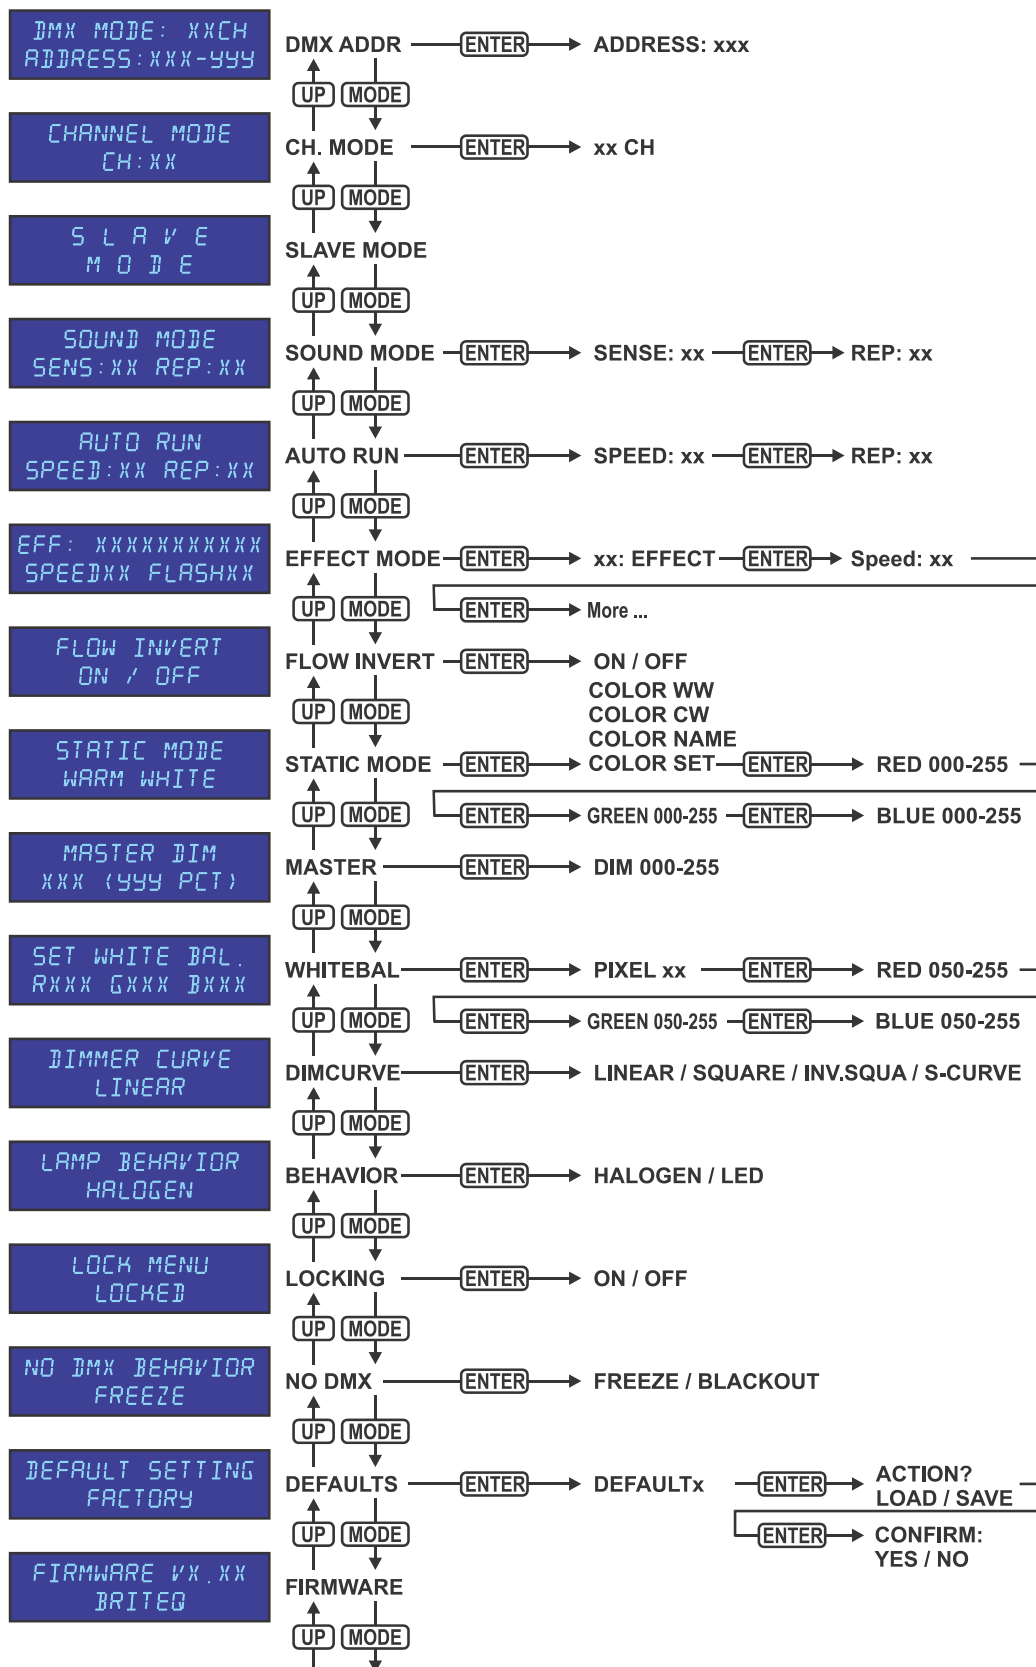 DMX MODE: XXCH
ADDRESS:XXX-YYY
DMX ADDR ENTER ADDRESS: xxx
UP MODE
CHANNEL MODE
CH:XX
CH. MODE ENTER xx CH
UP MODE
S L A V E
M O D E
SLAVE MODE
UP MODE
SOUND MODE
SENS:XX REP:XX
SOUND MODE ENTER SENSE: xx ENTER REP: xx
UP MODE
AUTO RUN
SPEED:XX REP:XX
AUTO RUN ENTER SPEED: xx ENTER REP: xx
UP MODE
EFF: XXXXXXXXXXX
SPEEDXX FLASHXX
EFFECT MODE ENTER xx: EFFECT ENTER Speed: xx
UP MODE ENTER More ...
FLOW INVERT
ON / OFF
FLOW INVERT ENTER ON / OFF
UP MODE
COLOR WW
COLOR CW
COLOR NAME
STATIC MODE
WARM WHITE
STATIC MODE ENTER COLOR SET ENTER RED 000-255
UP MODE ENTER GREEN 000-255 ENTER BLUE 000-255
MASTER DIM
XXX (YYY PCT)
MASTER ENTER DIM 000-255
UP MODE
SET WHITE BAL.
RXXX GXXX BXXX
WHITEBAL ENTER PIXEL xx ENTER RED 050-255
UP MODE ENTER GREEN 050-255 ENTER BLUE 050-255
DIMMER CURVE
LINEAR
DIMCURVE ENTER LINEAR / SQUARE / INV.SQUA / S-CURVE
UP MODE
LAMP BEHAVIOR
HALOGEN
BEHAVIOR ENTER HALOGEN / LED
UP MODE
LOCK MENU
LOCKED
LOCKING ENTER ON / OFF
UP MODE
NO DMX BEHAVIOR
FREEZE
NO DMX ENTER FREEZE / BLACKOUT
UP MODE
DEFAULT SETTING
FACTORY
DEFAULTS ENTER DEFAULTx ENTER ACTION?
LOAD / SAVE
UP MODE ENTER CONFIRM:
YES / NO
FIRMWARE VX.XX
BRITEQ
FIRMWARE
UP MODE